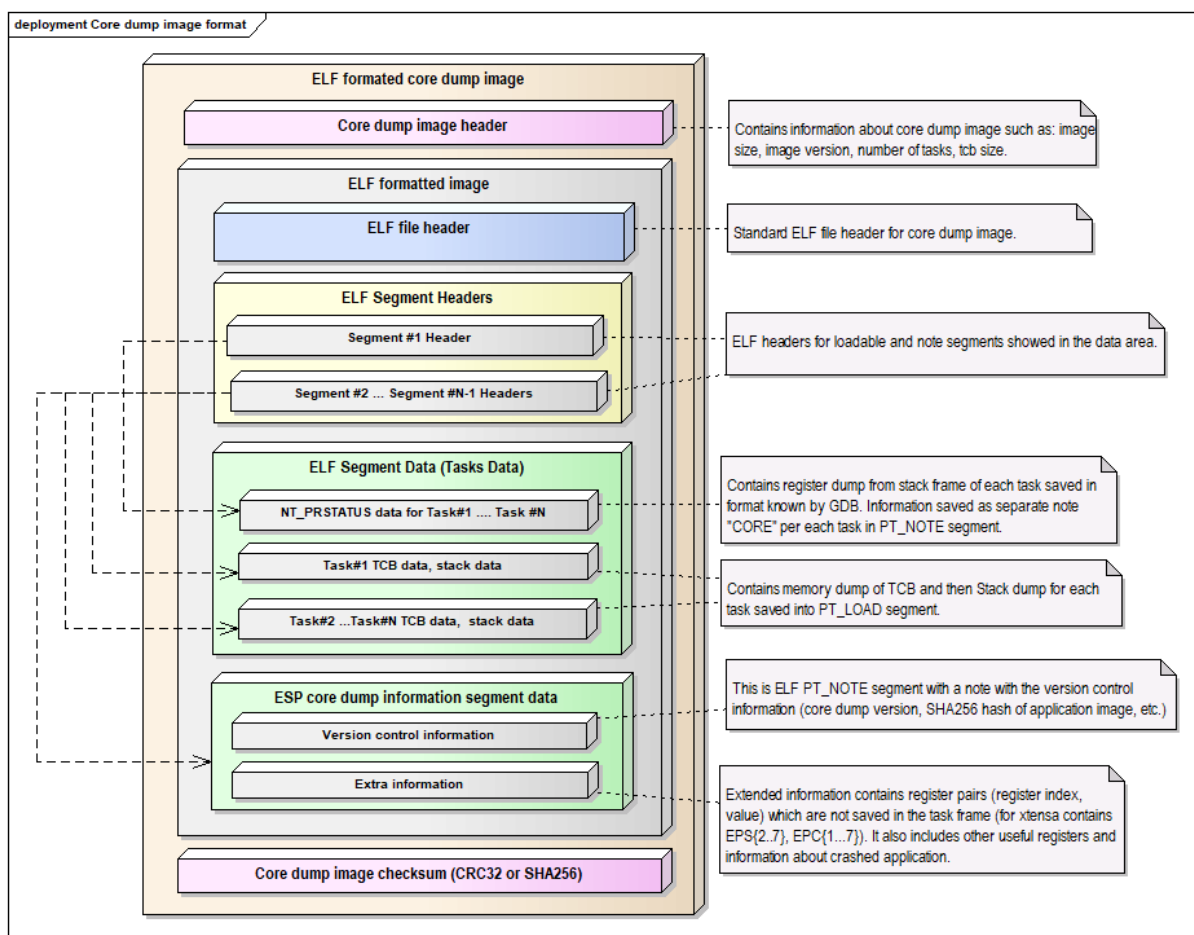 deployment Core dump image format
ELF formated core dump image
Core dump image header
Contains information about core dump image such as: image
size, image version, number of tasks, tcb size.
ELF formatted image
ELF file header
Standard ELF file header for core dump image.
ELF Segment Headers
Segment #1 Header
ELF headers for loadable and note segments showed in the data area.
Segment #2 ... Segment #N-1 Headers
ELF Segment Data (Tasks Data)
Contains register dump from stack frame of each task saved in
format known by GDB. Information saved as separate note
"CORE" per each task in PT_NOTE segment.
NT_PRSTATUS data for Task#1 .... Task #N
Task#1 TCB data, stack data
Contains memory dump of TCB and then Stack dump for each
task saved into PT_LOAD segment.
Task#2 ...Task#N TCB data, stack data
ESP core dump information segment data
This is ELF PT_NOTE segment with a note with the version control
information (core dump version, SHA256 hash of application image, etc.)
Version control information
Extra information
Extended information contains register pairs (register index,
value) which are not saved in the task frame (for xtensa contains
EPS{2..7}, EPC{1...7}). It also includes other useful registers and
information about crashed application.
Core dump image checksum (CRC32 or SHA256)